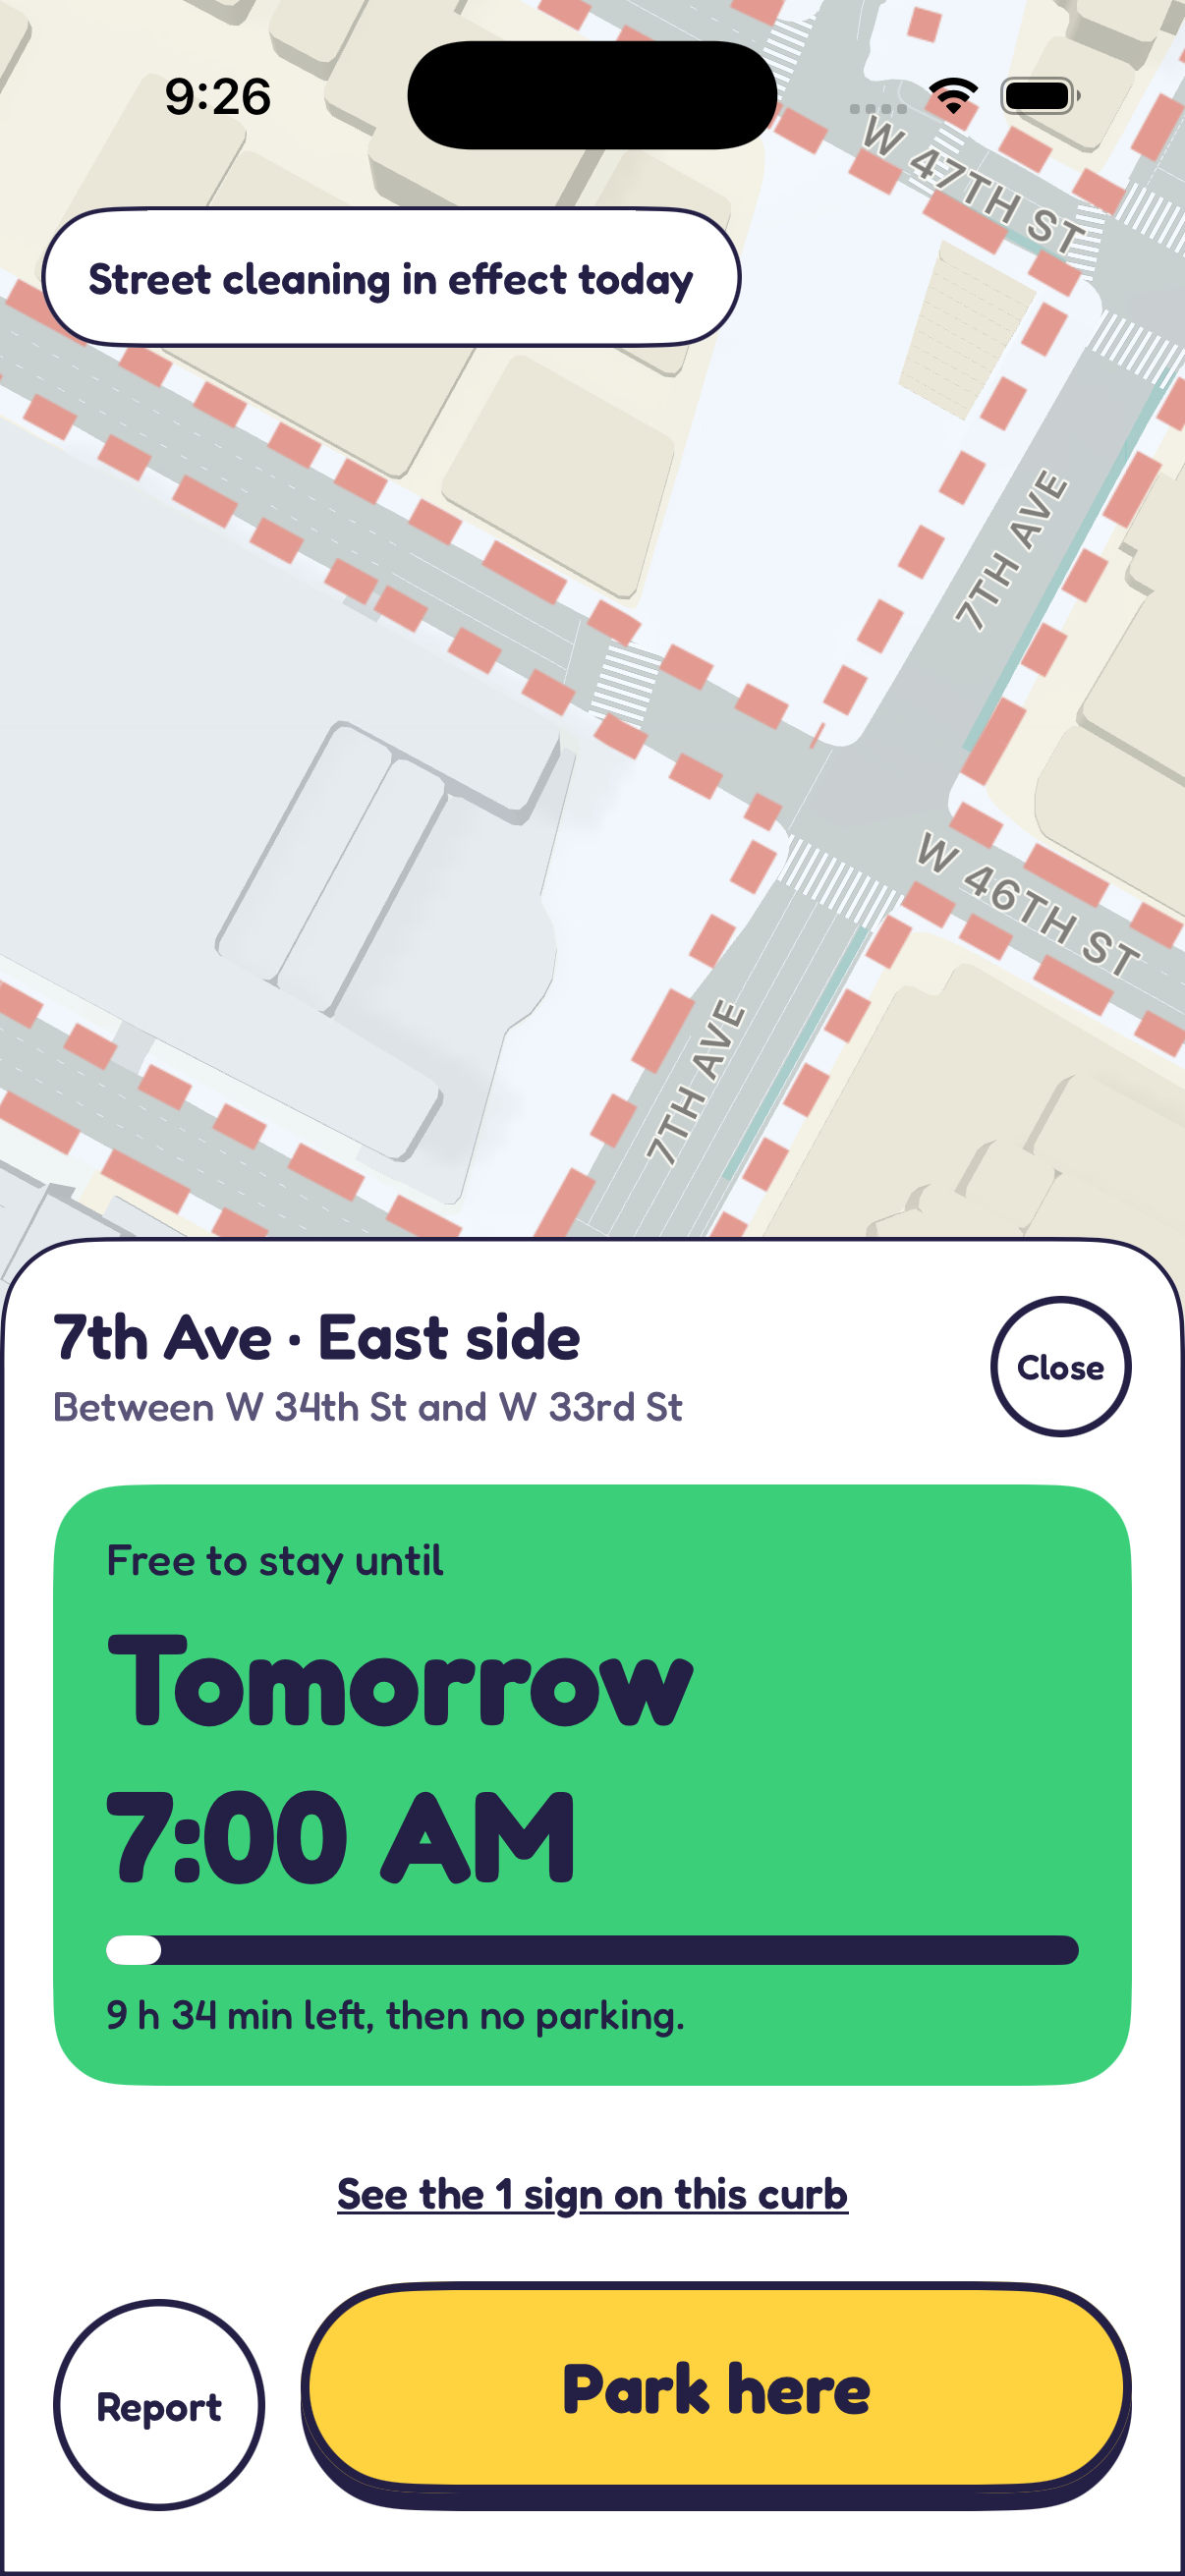 9:26
W 47TH ST
Street cleaning in effect today
7TH AVE
W 46TH ST
7TH AVE
7th Ave · East side
Between W 34th St and W 33rd St
Close
Free to stay until
Tomorrow
7:00 AM
9 h 34 min left, then no parking.
See the 1 sign on this curb
Report
Park here